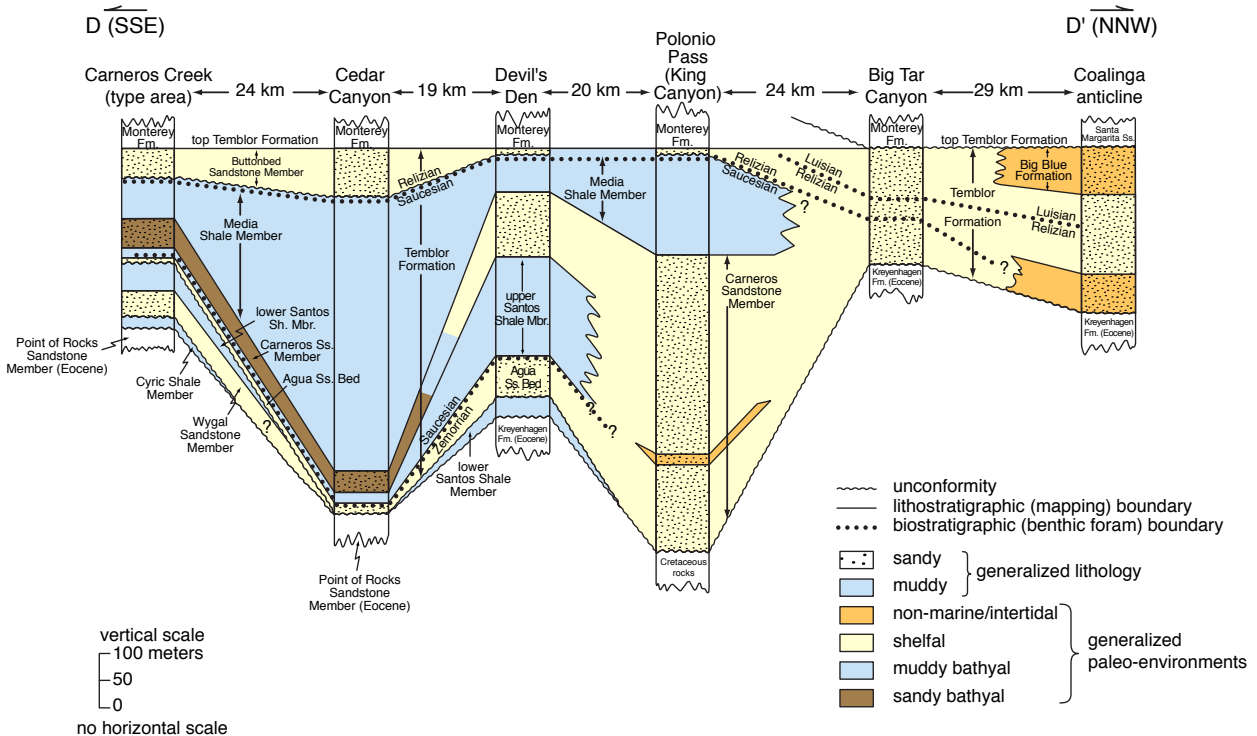 D (SSE)
D' (NNW)
Carneros Creek
(type area)
24 km
Cedar
Canyon
19 km
Devil's
Den
20 km
Polonio
Pass
(King
Canyon)
24 km
Big Tar
Canyon
29 km
Coalinga
anticline
Monterey
Fm.
top Temblor Formation
Monterey
Fm.
Monterey
Fm.
Monterey
Fm.
Monterey
Fm.
top Temblor Formation
Santa
Margarita Ss.
Buttonbed
Sandstone Member
Relizian
Saucesian
Media
Shale Member
Temblor
Formation
Media
Shale
Member
Relizian
Saucesian
Luisian
Relizian
?
Temblor
Formation
Big Blue
Formation
Luisian
Relizian
?
Kreyenhagen
Fm. (Eocene)
Kreyenhagen
Fm. (Eocene)
Carneros
Sandstone
Member
upper
Santos
Shale Mbr.
Agua
Ss. Bed
Kreyenhagen
Fm. (Eocene)
?
?
lower Santos
Sh. Mbr.
Carneros Ss.
Member
Agua Ss. Bed
Point of Rocks
Sandstone
Member (Eocene)
Cyric Shale
Member
Wygal
Sandstone
Member
?
Saucesian
Zemorrian
lower
Santos Shale
Member
Point of Rocks
Sandstone
Member (Eocene)
Cretaceous
rocks
unconformity
lithostratigraphic (mapping) boundary
biostratigraphic (benthic foram) boundary
sandy
muddy
generalized lithology
non-marine/intertidal
shelfal
muddy bathyal
sandy bathyal
generalized
paleo-environments
vertical scale
100 meters
50
0
no horizontal scale